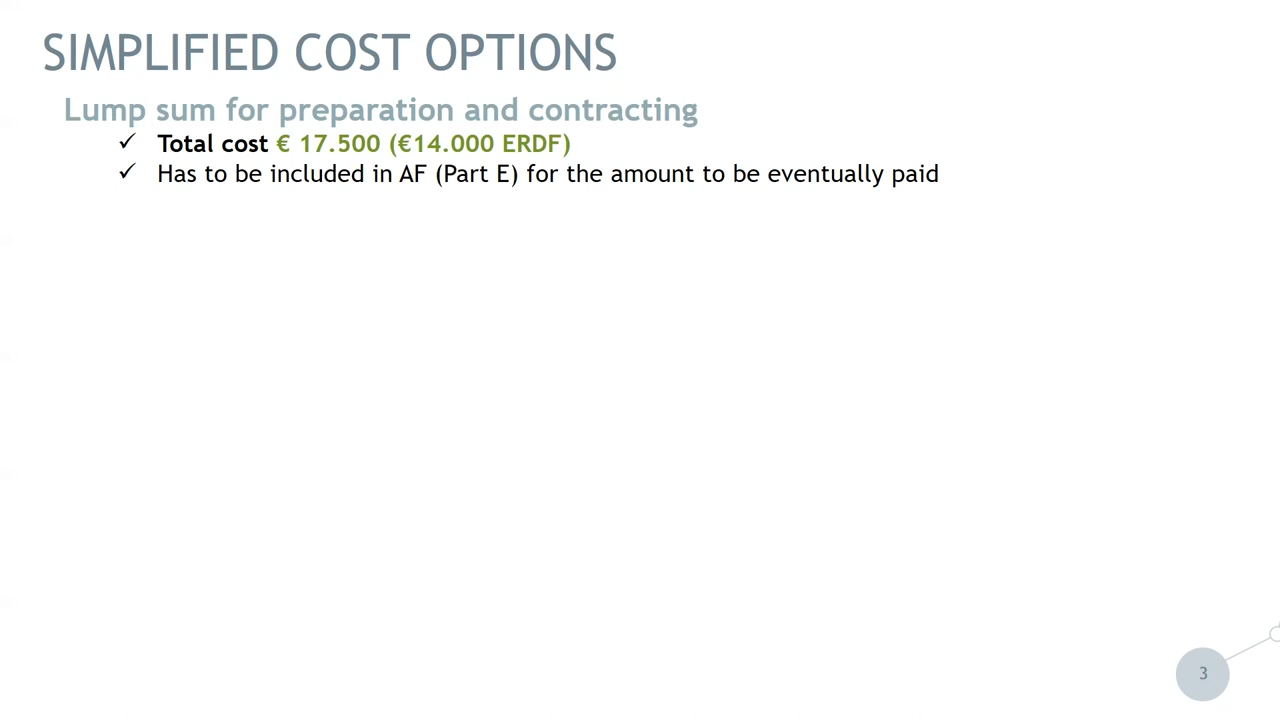 SIMPLIFIED COST OPTIONS
Lump sum for preparation and contracting
✓ Total cost € 17.500 (€14.000 ERDF)
✓ Has to be included in AF (Part E) for the amount to be eventually paid
3